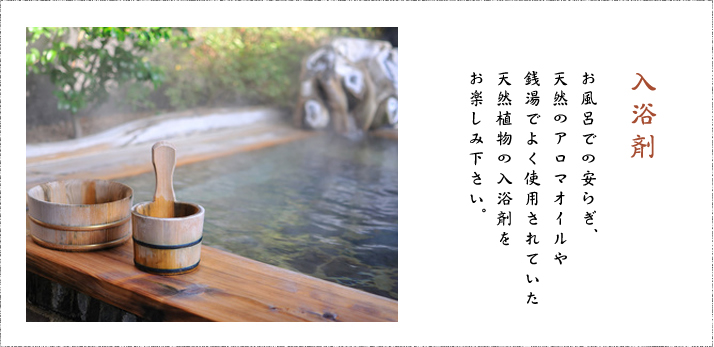 入浴剤
お風呂での安らぎ、
天然のアロマオイルや
銭湯でよく使用されていた
天然植物の入浴剤を
お楽しみ下さい。